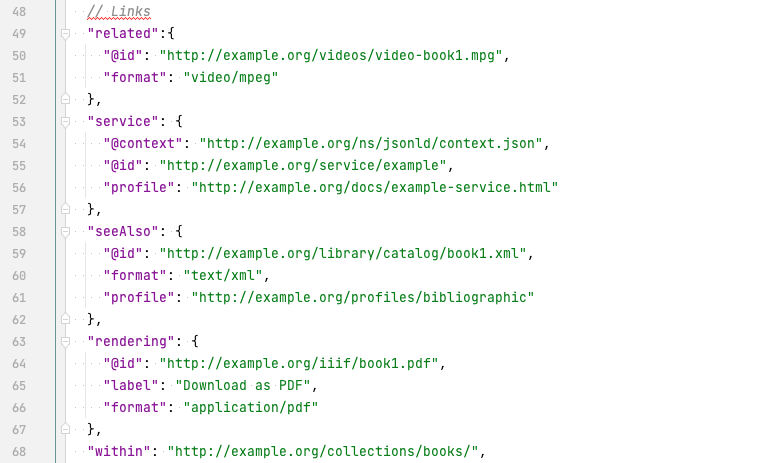 48 // Links
49 "related":{
50 "@id": "http://example.org/videos/video-book1.mpg",
51 "format": "video/mpeg"
52 },
53 "service": {
54 "@context": "http://example.org/ns/jsonld/context.json",
55 "@id": "http://example.org/service/example",
56 "profile": "http://example.org/docs/example-service.html"
57 },
58 "seeAlso": {
59 "@id": "http://example.org/library/catalog/book1.xml",
60 "format": "text/xml",
61 "profile": "http://example.org/profiles/bibliographic"
62 },
63 "rendering": {
64 "@id": "http://example.org/iiif/book1.pdf",
65 "label": "Download as PDF",
66 "format": "application/pdf"
67 },
68 "within": "http://example.org/collections/books/",